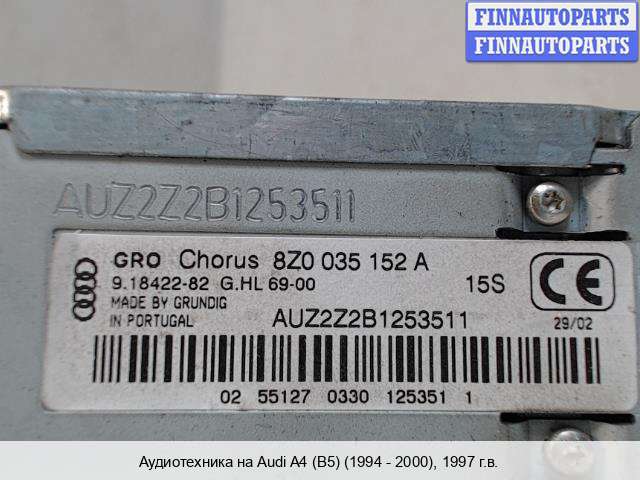 FINNAUTOPARTS
FINNAUTOPARTS
AUZ2Z2B1253511
GRO Chorus 8Z0 035 152 A
9.18422-82 G.HL 69-00 15S
MADE BY GRUNDIG
IN PORTUGAL AUZ2Z2B1253511
CE
29/02
02 55127 0330 125351 1
Аудиотехника на Audi A4 (B5) (1994 - 2000), 1997 г.в.